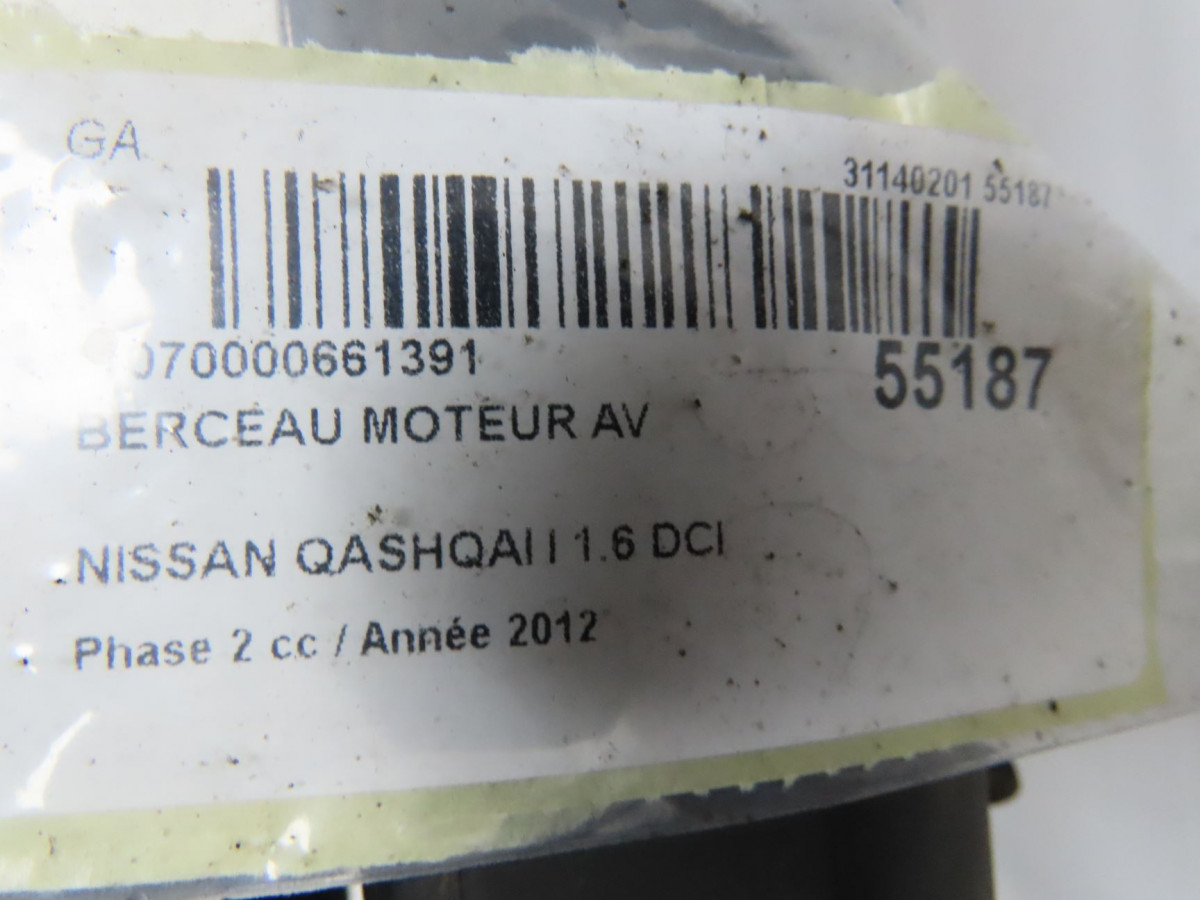 GA
31140201 55187
070000661391
55187
BERCEAU MOTEUR AV
NISSAN QASHQAI I 1.6 DCI
Phase 2 cc / Année 2012